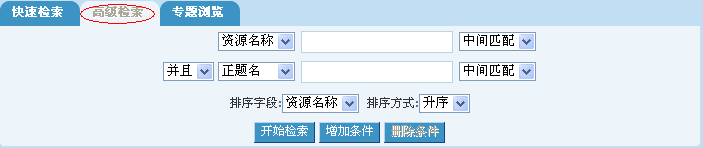 快速检索 高级检索 专题浏览
资源名称 中间匹配
并且 正题名 中间匹配
排序字段:资源名称 排序方式:升序
开始检索 增加条件 删除条件